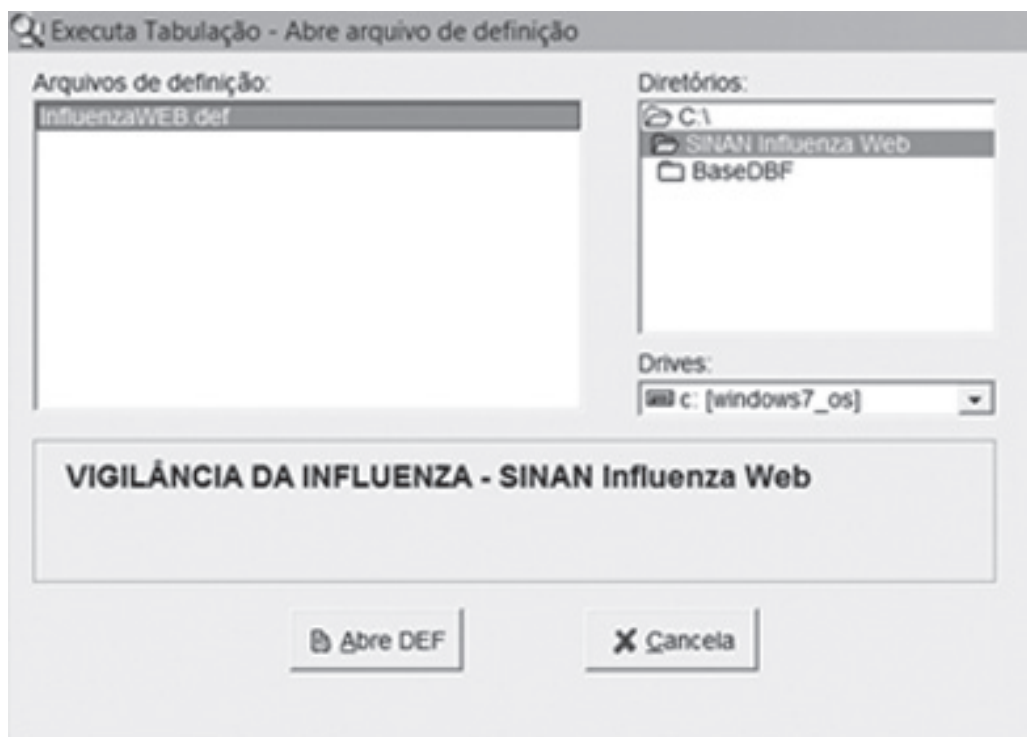 Executa Tabulação - Abre arquivo de definição
Arquivos de definição:
InfluenzaWEB.def
Diretórios:
C:\
SINAN Influenza Web
BaseDBF
Drives:
c: [windows7_os]
VIGILÂNCIA DA INFLUENZA - SINAN Influenza Web
Abre DEF
Cancela